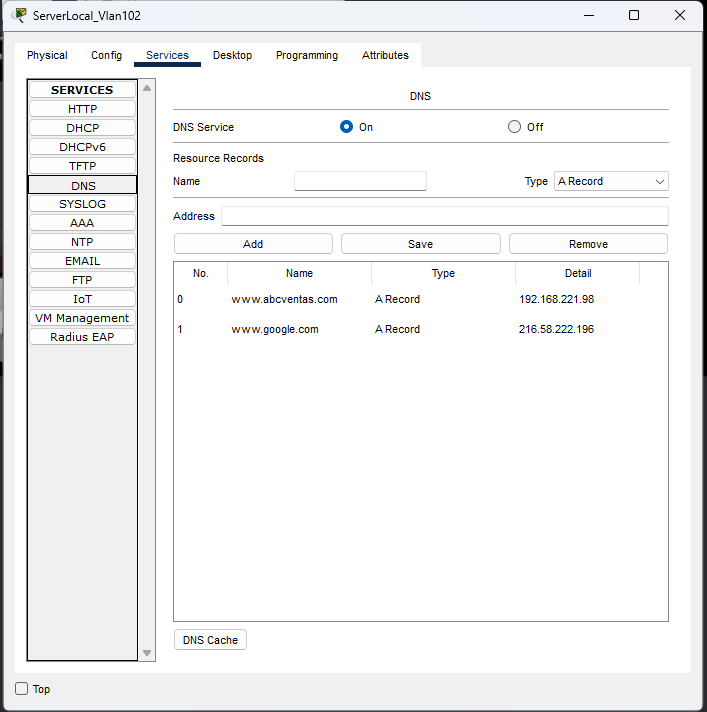 ServerLocal_Vlan102
Physical Config Services Desktop Programming Attributes
SERVICES
HTTP
DHCP
DHCPv6
TFTP
DNS
SYSLOG
AAA
NTP
EMAIL
FTP
IoT
VM Management
Radius EAP
DNS
DNS Service On Off
Resource Records
Name Type A Record
Address
Add Save Remove
No. Name Type Detail
0 www.abcventas.com A Record 192.168.221.98
1 www.google.com A Record 216.58.222.196
DNS Cache
Top